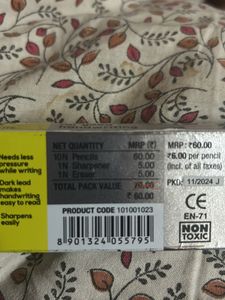 Needs less
pressure
while writing
Dark lead
makes
handwriting
easy to read
Sharpens
easily
NET QUANTITY MRP (₹)
10N Pencils 60.00
1N Sharpener 5.00
1N Eraser 5.00
TOTAL PACK VALUE 70.00
₹ 60.00
PRODUCT CODE 101001023
8 901324 055795
MRP: ₹60.00
₹6.00 per pencil
(Incl. of all taxes)
PKD: 11/2024 J
CE
EN-71
NON
TOXIC